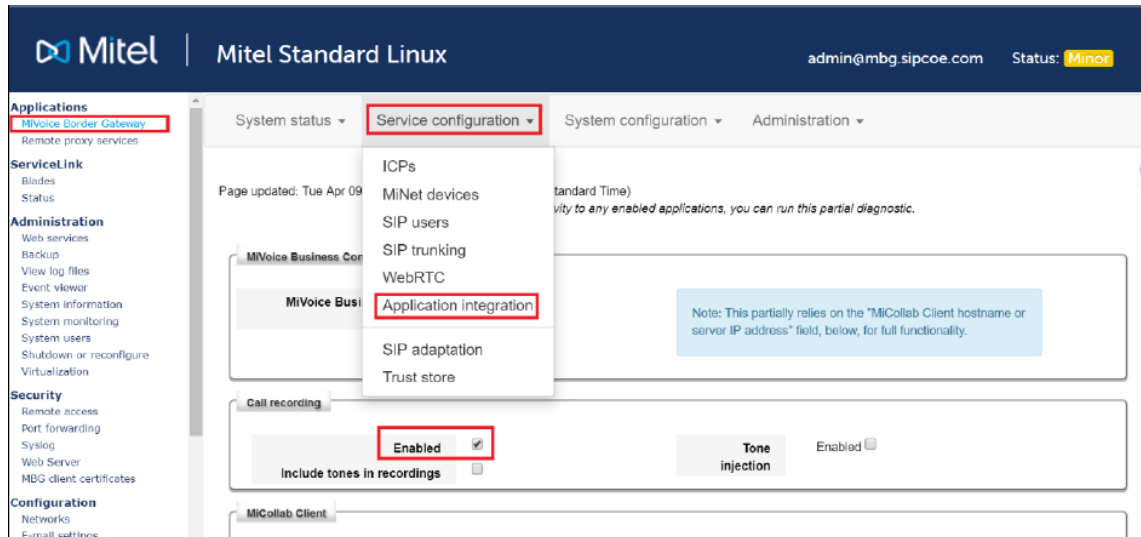 Mitel
Mitel Standard Linux
admin@mbg.sipcoe.com
Status: Minor
Applications
MiVoice Border Gateway
Remote proxy services
ServiceLink
Blades
Status
Administration
Web services
Backup
View log files
Event viewer
System information
System monitoring
System users
Shutdown or reconfigure
Virtualization
Security
Remote access
Port forwarding
Syslog
Web Server
MBG client certificates
Configuration
Networks
E-mail settings
System status
Service configuration
System configuration
Administration
ICPs
MiNet devices
SIP users
SIP trunking
WebRTC
Application integration
SIP adaptation
Trust store
Page updated: Tue Apr 09
tandard Time)
vity to any enabled applications, you can run this partial diagnostic.
MiVoice Business Con
MiVoice Busi
Note: This partially relies on the "MiCollab Client hostname or
server IP address" field, below, for full functionality.
Call recording
Enabled
Include tones in recordings
Tone
injection
Enabled
MiCollab Client